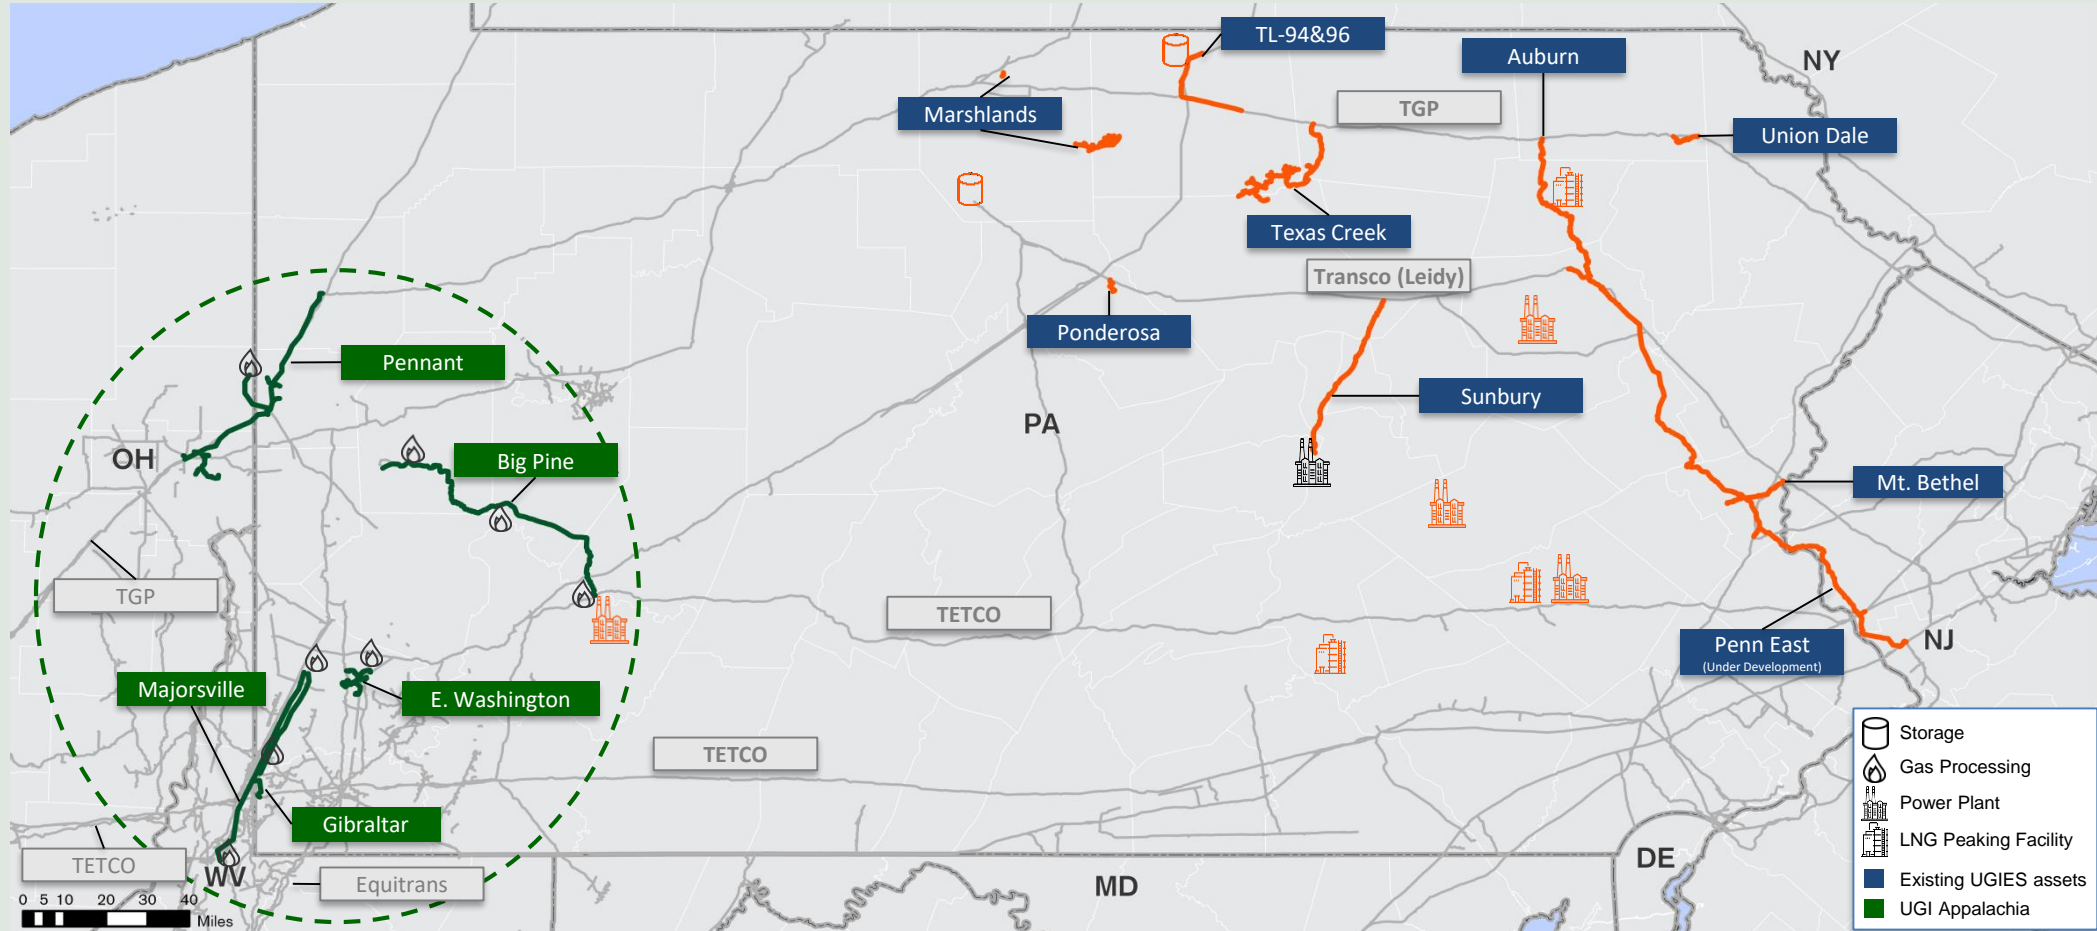 TL-94&96
Auburn
NY
Marshlands
TGP
Union Dale
Texas Creek
Transco (Leidy)
Ponderosa
Pennant
Sunbury
PA
OH
Big Pine
Mt. Bethel
TGP
TETCO
Penn East
(Under Development)
NJ
Majorsville
E. Washington
TETCO
Gibraltar
TETCO
WV
Equitrans
MD
DE
0 5 10 20 30 40
Miles
Storage
Gas Processing
Power Plant
LNG Peaking Facility
Existing UGIES assets
UGI Appalachia